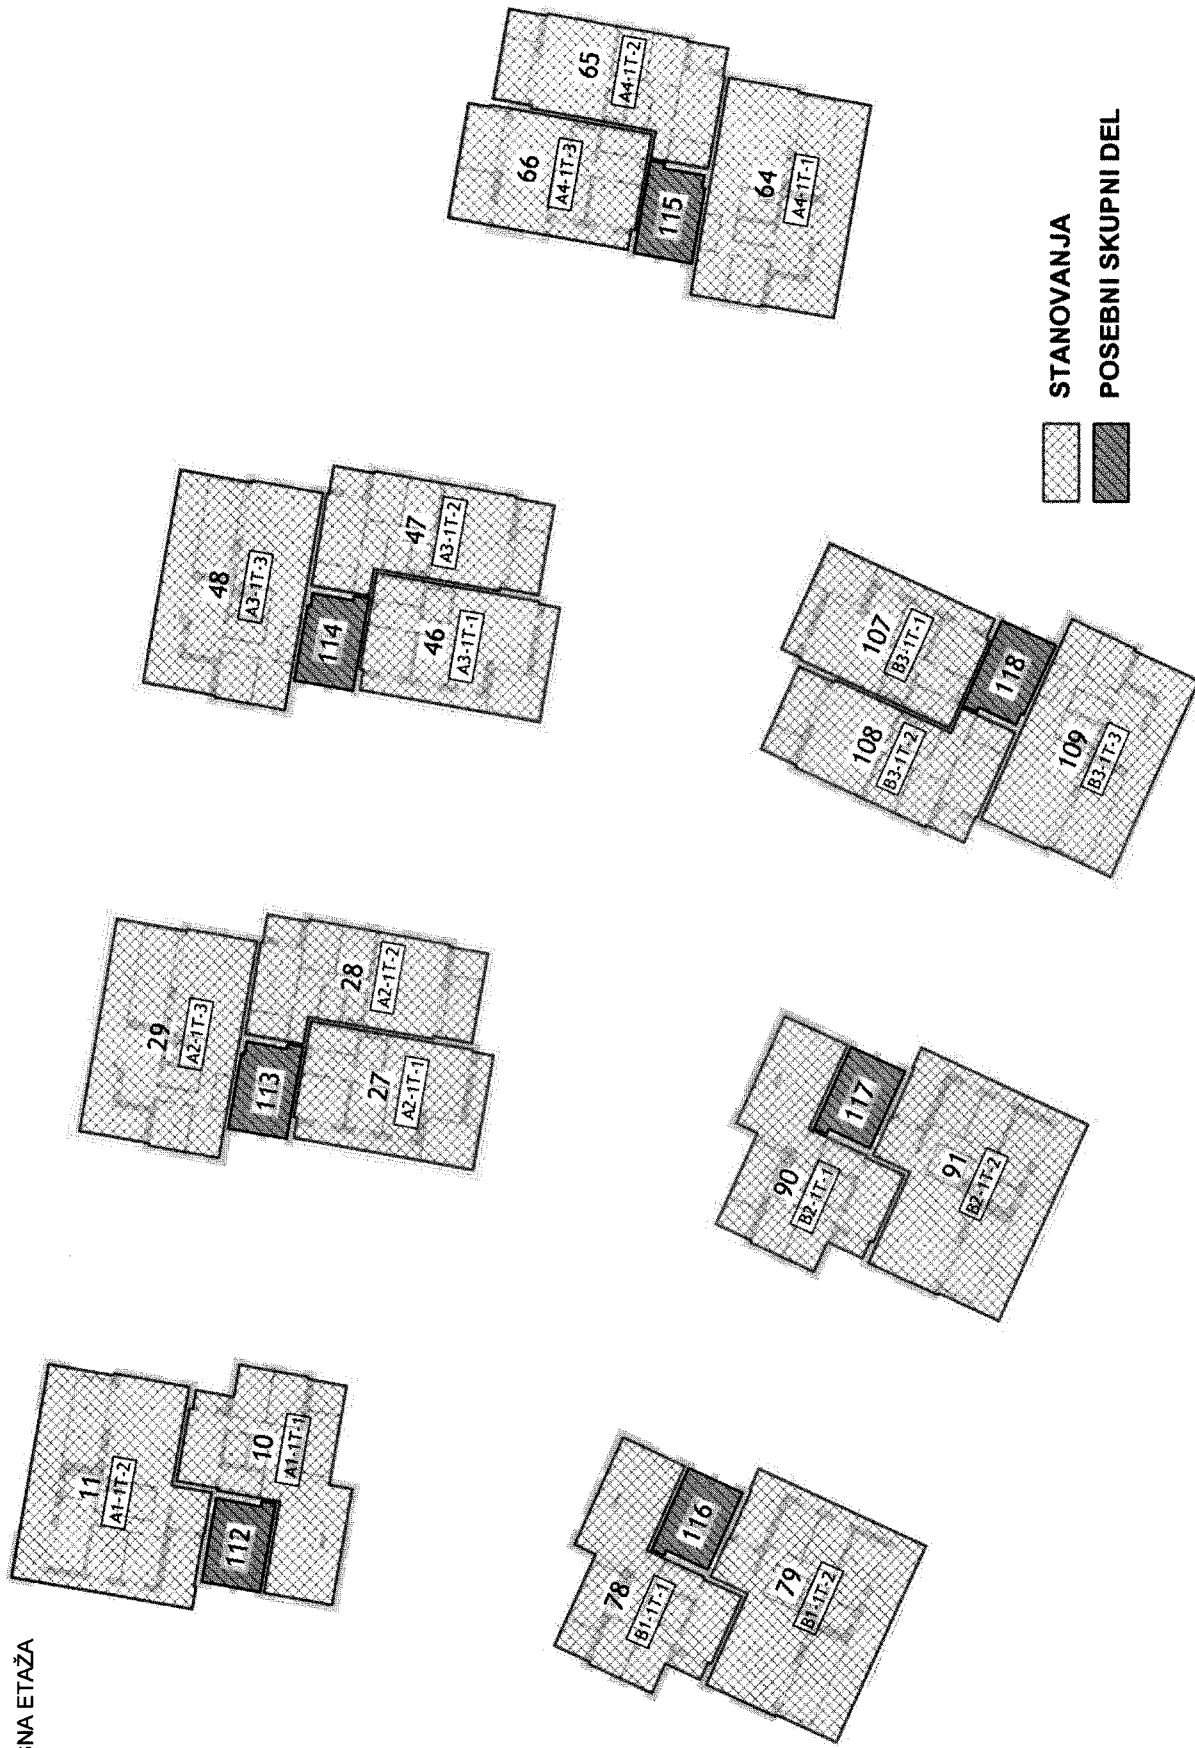 SNA ETAŽA
11
A1-1T-2
112
10
A1-1T-1
29
A2-1T-3
113
28
A2-1T-2
27
A2-1T-1
48
A3-1T-3
114
47
A3-1T-2
46
A3-1T-1
66
A4-1T-3
65
A4-1T-2
115
64
A4-1T-1
78
B1-1T-1
116
79
B1-1T-2
90
B2-1T-1
117
91
B2-1T-2
108
B3-1T-2
107
B3-1T-1
118
109
B3-1T-3
STANOVANJA
POSEBNI SKUPNI DEL